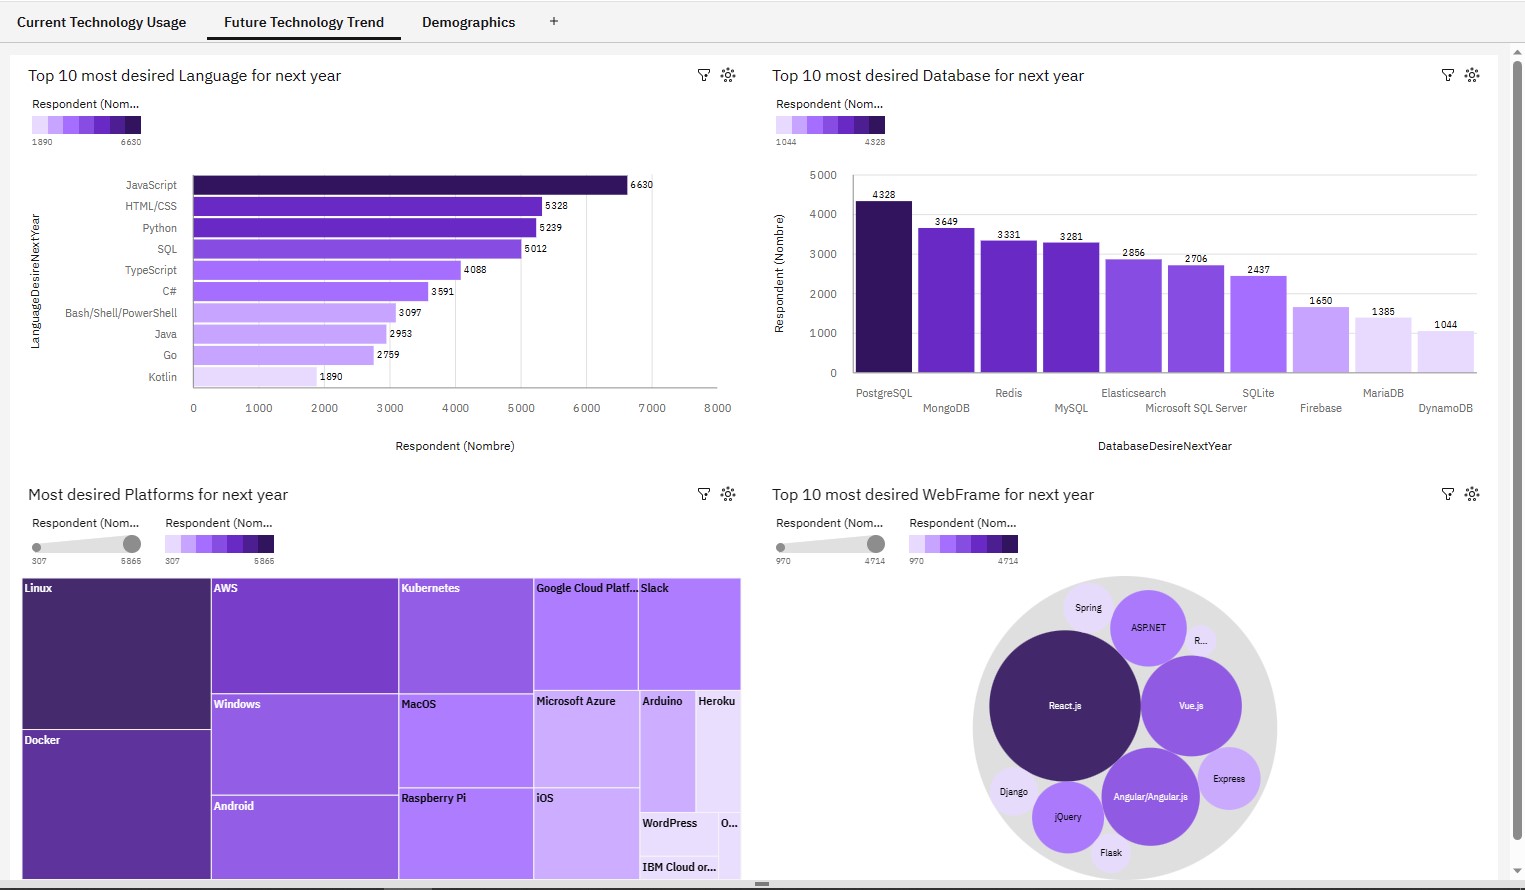 Current Technology Usage
Future Technology Trend
Demographics
+
Top 10 most desired Language for next year
Respondent (Nom...
1890 6630
LanguageDesireNextYear
JavaScript 6630
HTML/CSS 5328
Python 5239
SQL 5012
TypeScript 4088
C# 3591
Bash/Shell/PowerShell 3097
Java 2953
Go 2759
Kotlin 1890
0 1000 2000 3000 4000 5000 6000 7000 8000
Respondent (Nombre)
Top 10 most desired Database for next year
Respondent (Nom...
1044 4328
Respondent (Nombre)
5000
4000
3000
2000
1000
0
4328
3649
3331
3281
2856
2706
2437
1650
1385
1044
PostgreSQL
MongoDB
Redis
MySQL
Elasticsearch
Microsoft SQL Server
SQLite
Firebase
MariaDB
DynamoDB
DatabaseDesireNextYear
Most desired Platforms for next year
Respondent (Nom...
307 5865
Respondent (Nom...
307 5865
Linux
Docker
AWS
Windows
Android
Kubernetes
MacOS
Raspberry Pi
Google Cloud Platf...
Slack
Microsoft Azure
iOS
Arduino
Heroku
WordPress
O...
IBM Cloud or...
Top 10 most desired WebFrame for next year
Respondent (Nom...
970 4714
Respondent (Nom...
970 4714
Spring
ASP.NET
R...
React.js
Vue.js
Django
Express
Angular/Angular.js
jQuery
Flask